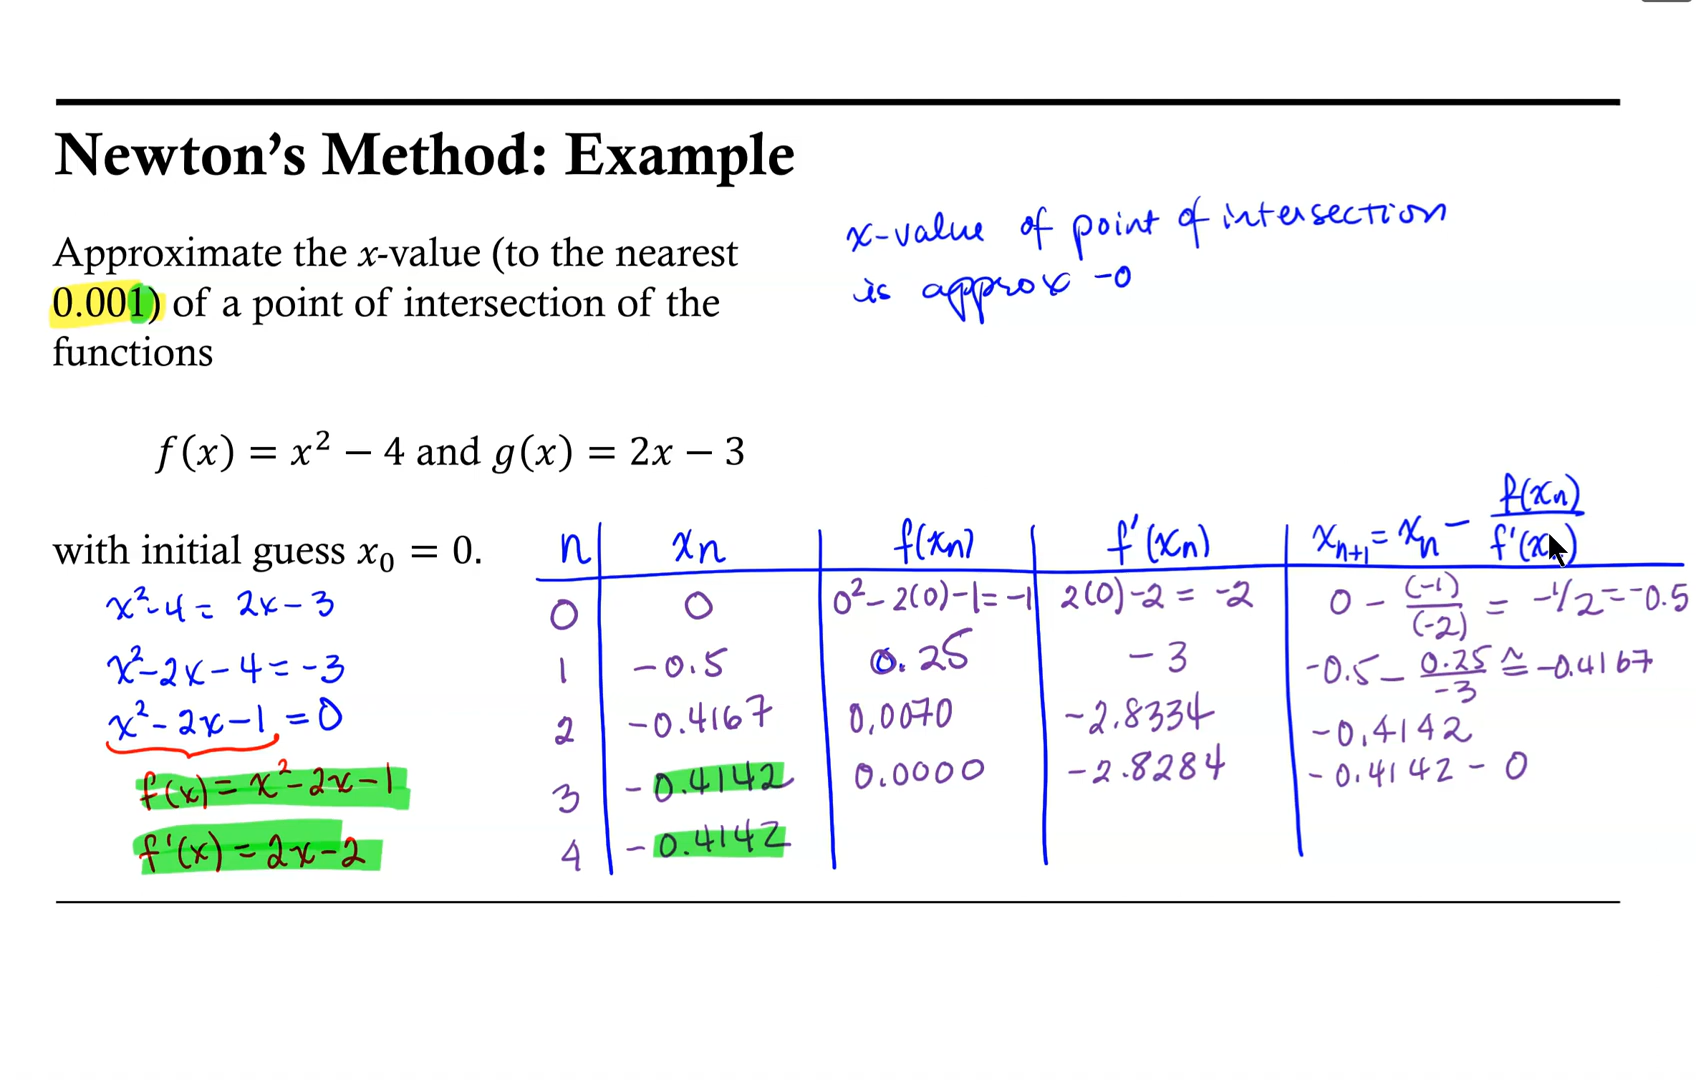 Newton's Method: Example
x-value of point of intersection
is approx -0
Approximate the x-value (to the nearest
0.001) of a point of intersection of the
functions
f(x) = x² − 4 and g(x) = 2x − 3
with initial guess x₀ = 0.
x² - 4 = 2x - 3
x² - 2x - 4 = -3
x² - 2x - 1 = 0
f(x) = x² - 2x - 1
f'(x) = 2x - 2
n | xn | f(xn) | f'(xn) | xn+1 = xn - f(xn)/f'(xn)
0 | 0 | 0² - 2(0) - 1 = -1 | 2(0) - 2 = -2 | 0 - (-1)/(-2) = -1/2 = -0.5
1 | -0.5 | 0.25 | -3 | -0.5 - 0.25/-3 ≅ -0.4167
2 | -0.4167 | 0.0070 | -2.8334 | -0.4142
3 | -0.4142 | 0.0000 | -2.8284 | -0.4142 - 0
4 | -0.4142